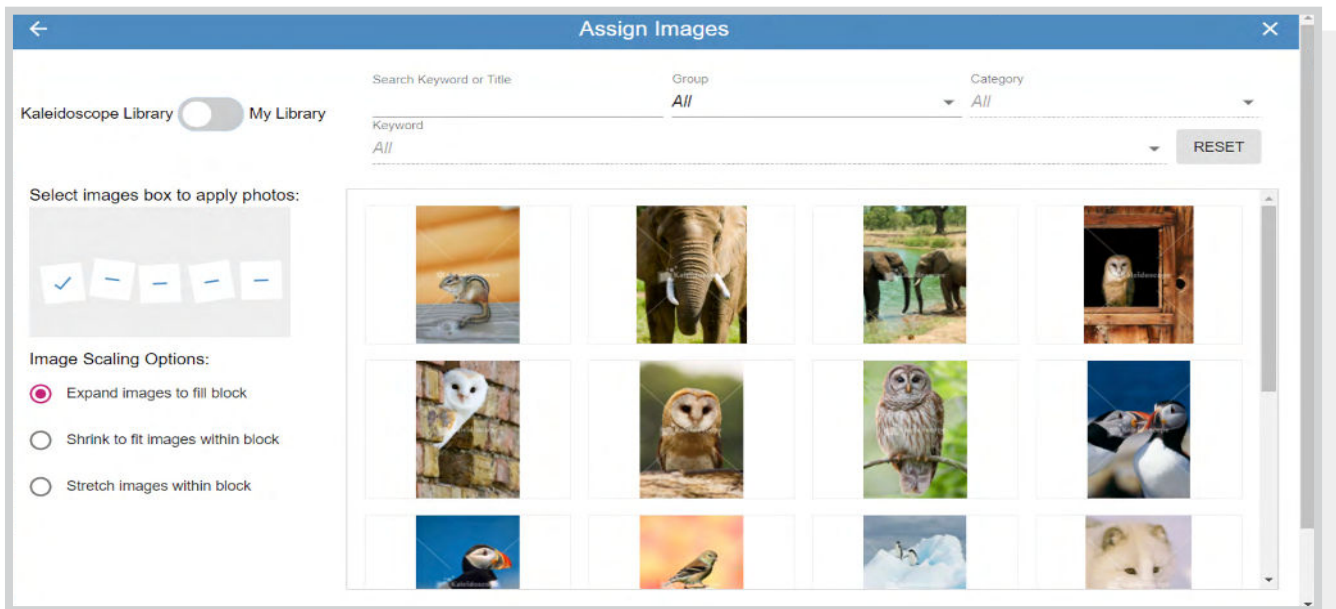 Assign Images
Search Keyword or Title
Group
Category
All
All
Kaleidoscope Library
My Library
Keyword
All
RESET
Select images box to apply photos:
Image Scaling Options:
Expand images to fill block
Shrink to fit images within block
Stretch images within block